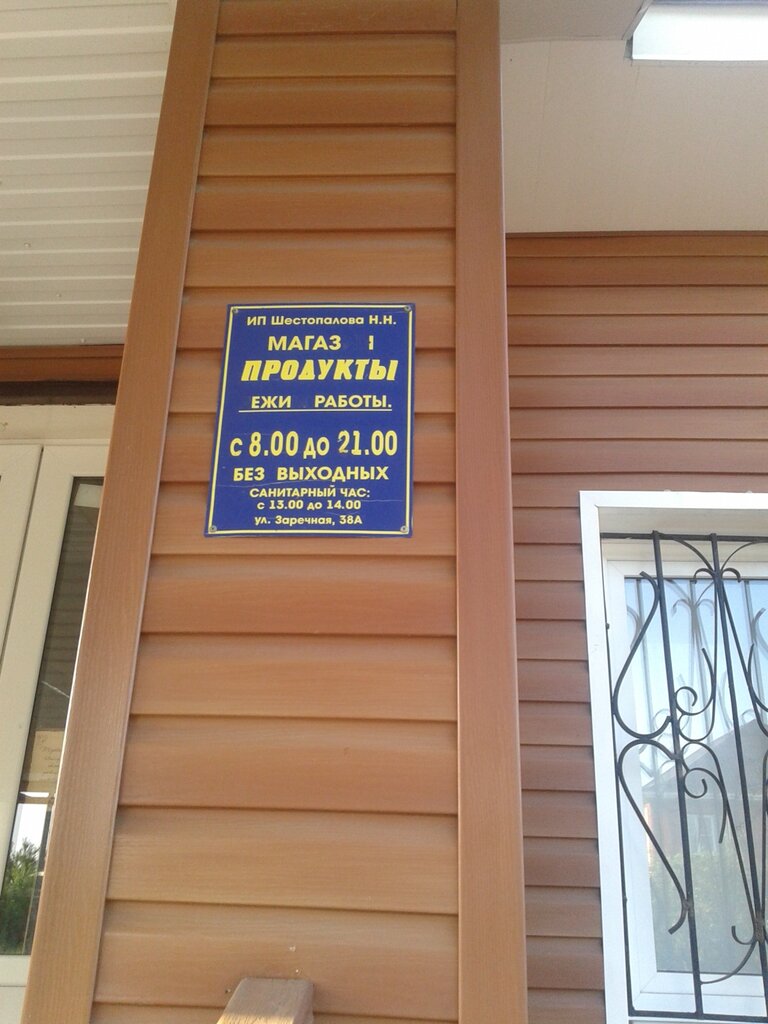 ИП Шестопалова Н.Н.
МАГАЗ І
ПРОДУКТЫ
ЕЖИ РАБОТЫ.
с 8.00 до 21.00
БЕЗ ВЫХОДНЫХ
САНИТАРНЫЙ ЧАС:
с 13.00 до 14.00
ул. Заречная, 38А